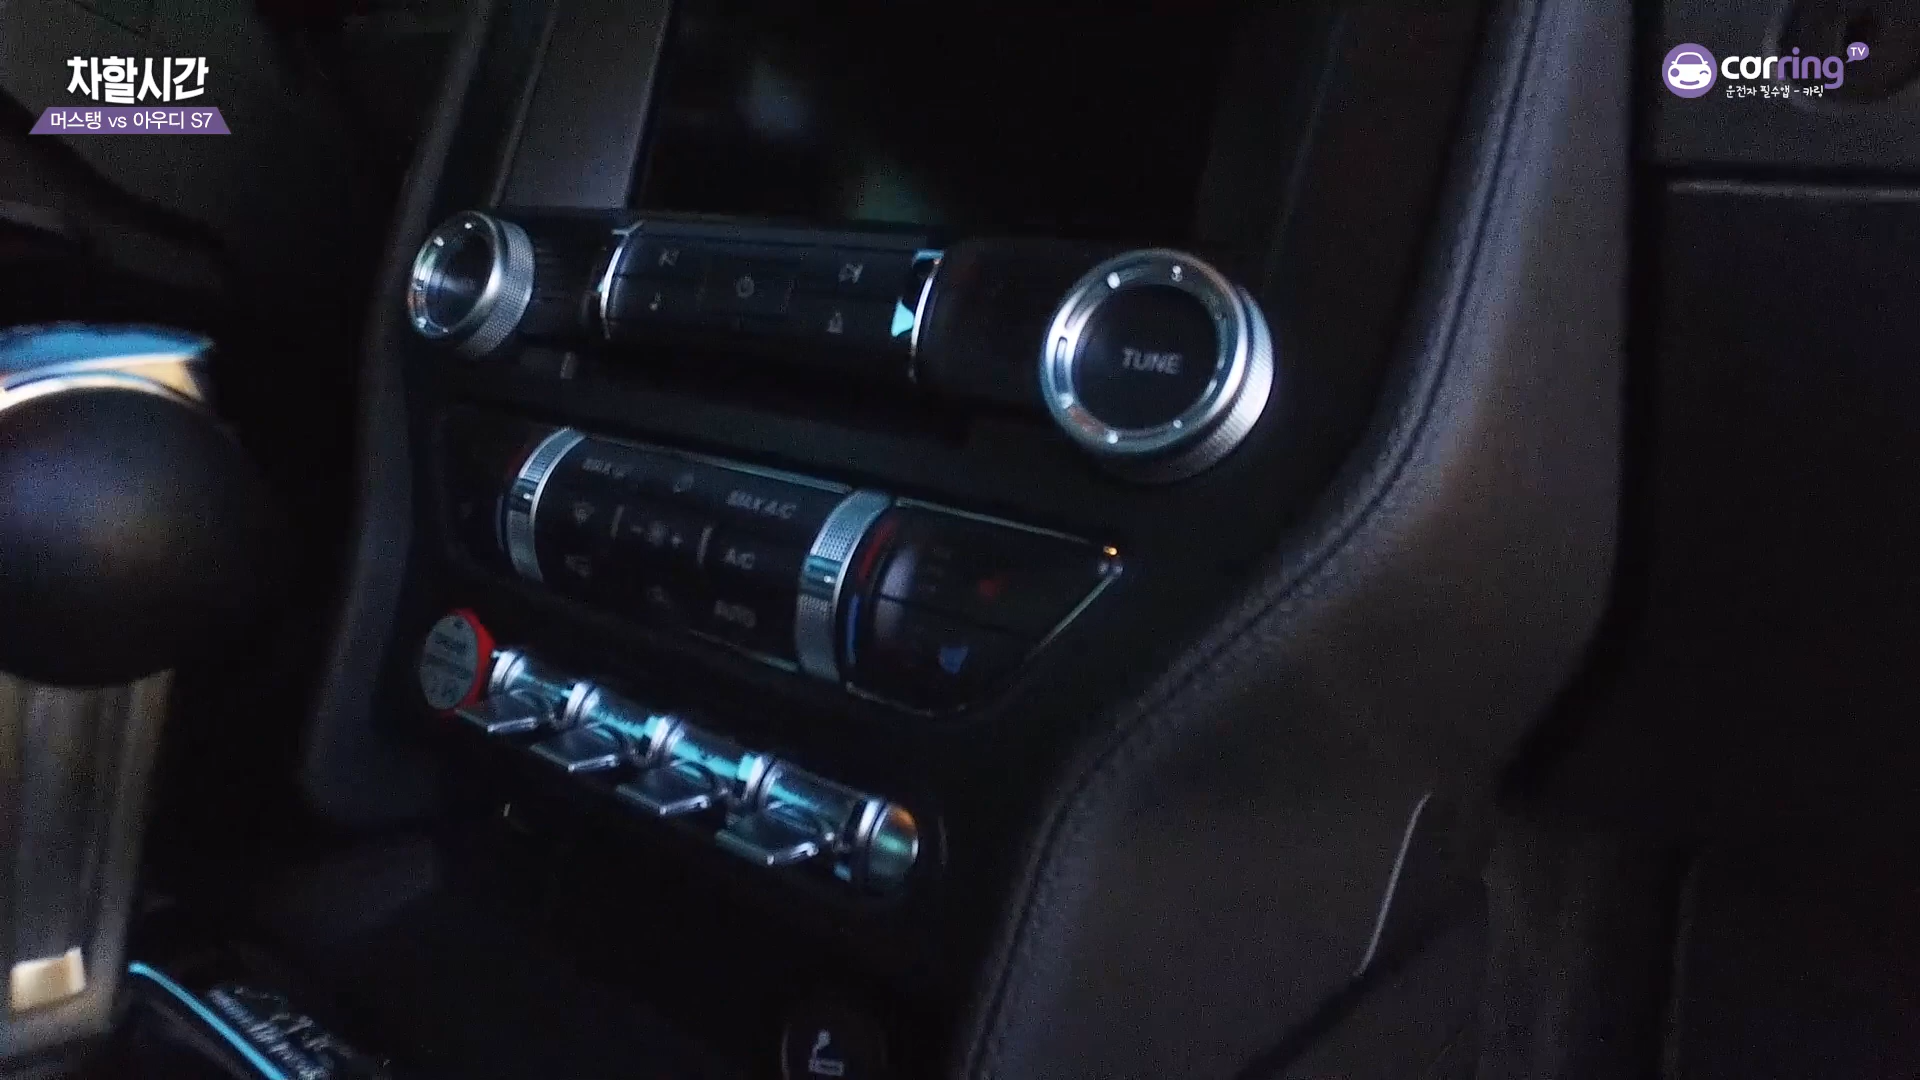 차할시간
머스탱 vs 아우디 S7
carring TV
운전자 필수앱 - 카링
TUNE
MAX A/C
A/C
AUTO